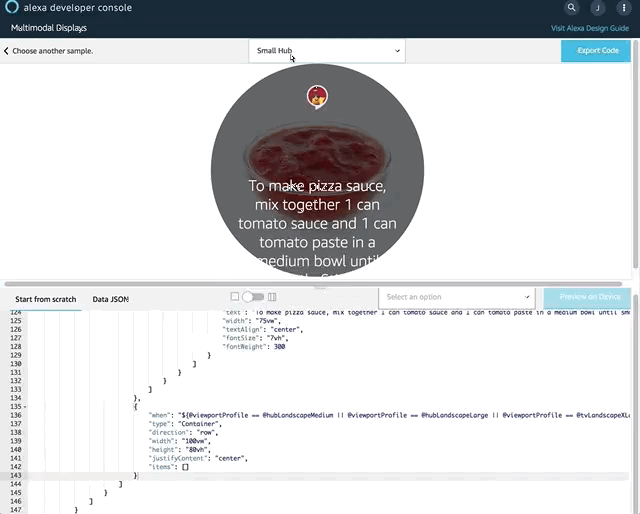 alexa developer console
J
Multimodal Displays
Visit Alexa Design Guide
Choose another sample.
Small Hub
Export Code
To make pizza sauce,
mix together 1 can
tomato sauce and 1 can
tomato paste in a
medium bowl until
Start from scratch
Data JSON
Select an option
Preview on Device
124 "text": "To make pizza sauce, mix together 1 can tomato sauce and 1 can tomato paste in a medium bowl until
125 "width": "75vw",
126 "textAlign": "center",
127 "fontSize": "7vh",
128 "fontWeight": 300
129 }
130 ]
131 }
132 }
133 ]
134 },
135 {
136 "when": "${@viewportProfile == @hubLandscapeMedium || @viewportProfile == @hubLandscapeLarge || @viewportProfile == @tvLandscapeXL
137 "type": "Container",
138 "direction": "row",
139 "width": "100vw",
140 "height": "80vh",
141 "justifyContent": "center",
142 "items": []
143 }
144 ]
145 }
146 ]
147 }